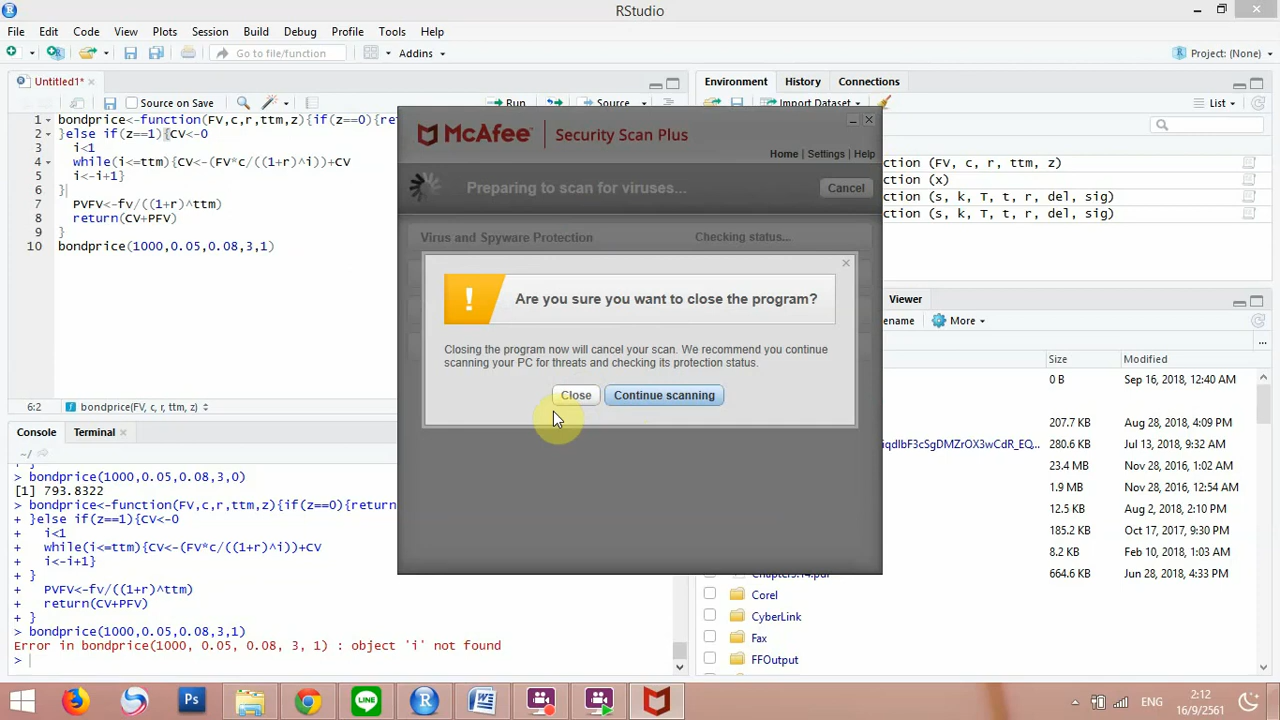 RStudio
File Edit Code View Plots Session Build Debug Profile Tools Help
Go to file/function Addins Project: (None)
Untitled1*
Source on Save Run Source
1 bondprice<-function(FV,c,r,ttm,z){if(z==0){re
2 }else if(z==1){CV<-0
3 i<1
4 while(i<=ttm){CV<-(FV*c/((1+r)^i))+CV
5 i<-i+1}
6 }
7 PVFV<-fv/((1+r)^ttm)
8 return(CV+PFV)
9 }
10 bondprice(1000,0.05,0.08,3,1)
6:2 bondprice(FV, c, r, ttm, z)
Console Terminal
~/
> bondprice(1000,0.05,0.08,3,0)
[1] 793.8322
> bondprice<-function(FV,c,r,ttm,z){if(z==0){return
+ }else if(z==1){CV<-0
+ i<1
+ while(i<=ttm){CV<-(FV*c/((1+r)^i))+CV
+ i<-i+1}
+ }
+ PVFV<-fv/((1+r)^ttm)
+ return(CV+PFV)
+ }
> bondprice(1000,0.05,0.08,3,1)
Error in bondprice(1000, 0.05, 0.08, 3, 1) : object 'i' not found
>
McAfee Security Scan Plus
Home Settings Help
Preparing to scan for viruses... Cancel
Virus and Spyware Protection Checking status...
Are you sure you want to close the program?
Closing the program now will cancel your scan. We recommend you continue
scanning your PC for threats and checking its protection status.
Close Continue scanning
Environment History Connections
Import Dataset List
nction (FV, c, r, ttm, z)
nction (x)
nction (s, k, T, t, r, del, sig)
nction (s, k, T, t, r, del, sig)
Viewer
ename More
Size Modified
0 B Sep 16, 2018, 12:40 AM
207.7 KB Aug 28, 2018, 2:03 PM
iqdIbF3cSgDMZrOX3wCdR_EQ... 280.6 KB Jul 13, 2018, 9:32 AM
23.4 MB Nov 28, 2016, 1:02 AM
1.9 MB Nov 28, 2016, 12:54 AM
12.5 KB Aug 2, 2018, 2:10 PM
185.2 KB Oct 17, 2017, 9:30 PM
8.2 KB Feb 10, 2018, 1:03 AM
664.6 KB Jun 28, 2018, 4:33 PM
Corel
CyberLink
Fax
FFOutput
Ps
LINE
R
ENG
2:12
16/9/2561